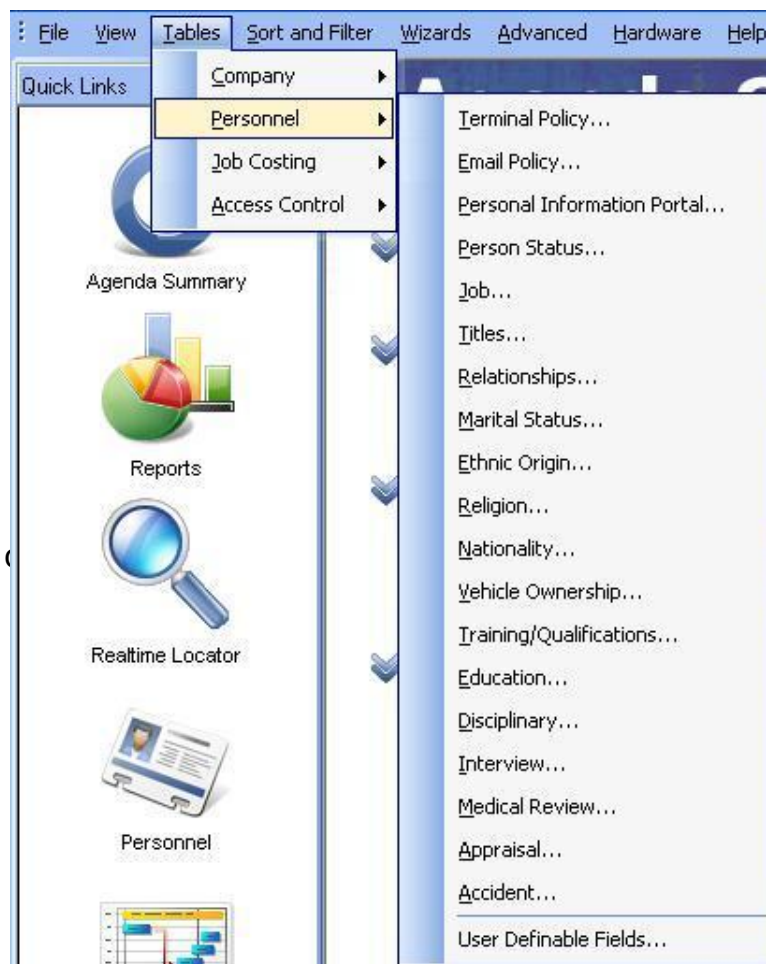 File View Tables Sort and Filter Wizards Advanced Hardware Help
Quick Links
Company
Personnel
Job Costing
Access Control
Terminal Policy...
Email Policy...
Personal Information Portal...
Person Status...
Job...
Titles...
Relationships...
Marital Status...
Ethnic Origin...
Religion...
Nationality...
Vehicle Ownership...
Training/Qualifications...
Education...
Disciplinary...
Interview...
Medical Review...
Appraisal...
Accident...
User Definable Fields...
Agenda Summary
Reports
Realtime Locator
Personnel